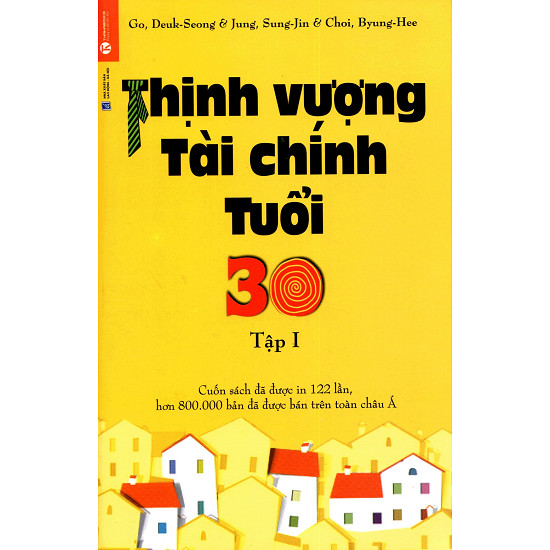 Go, Deuk-Seong & Jung, Sung-Jin & Choi, Byung-Hee
Thịnh vượng
Tài chính
Tuổi
30
Tập I
Cuốn sách đã được in 122 lần,
hơn 800.000 bản đã được bán trên toàn châu Á